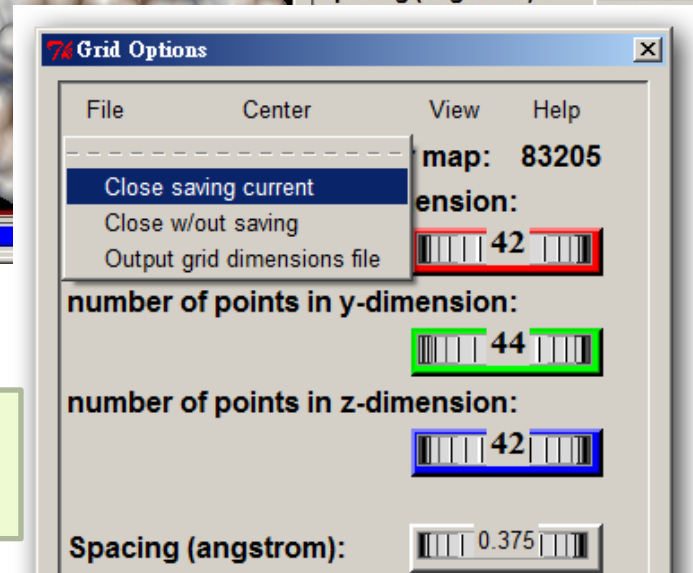 Grid Options
File Center View Help
map: 83205
Close saving current
ension:
Close w/out saving
42
Output grid dimensions file
number of points in y-dimension:
44
number of points in z-dimension:
42
Spacing (angstrom): 0.375